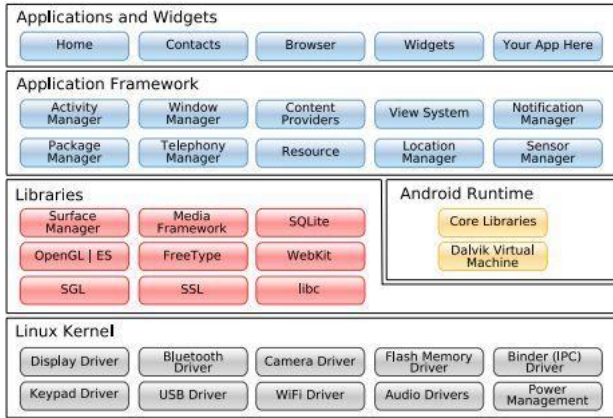 Applications and Widgets
Home
Contacts
Browser
Widgets
Your App Here
Application Framework
Activity
Manager
Window
Manager
Content
Providers
View System
Notification
Manager
Package
Manager
Telephony
Manager
Resource
Location
Manager
Sensor
Manager
Libraries
Surface
Manager
Media
Framework
SQLite
OpenGL | ES
FreeType
WebKit
SGL
SSL
libc
Android Runtime
Core Libraries
Dalvik Virtual
Machine
Linux Kernel
Display Driver
Bluetooth
Driver
Camera Driver
Flash Memory
Driver
Binder (IPC)
Driver
Keypad Driver
USB Driver
WiFi Driver
Audio Drivers
Power
Management